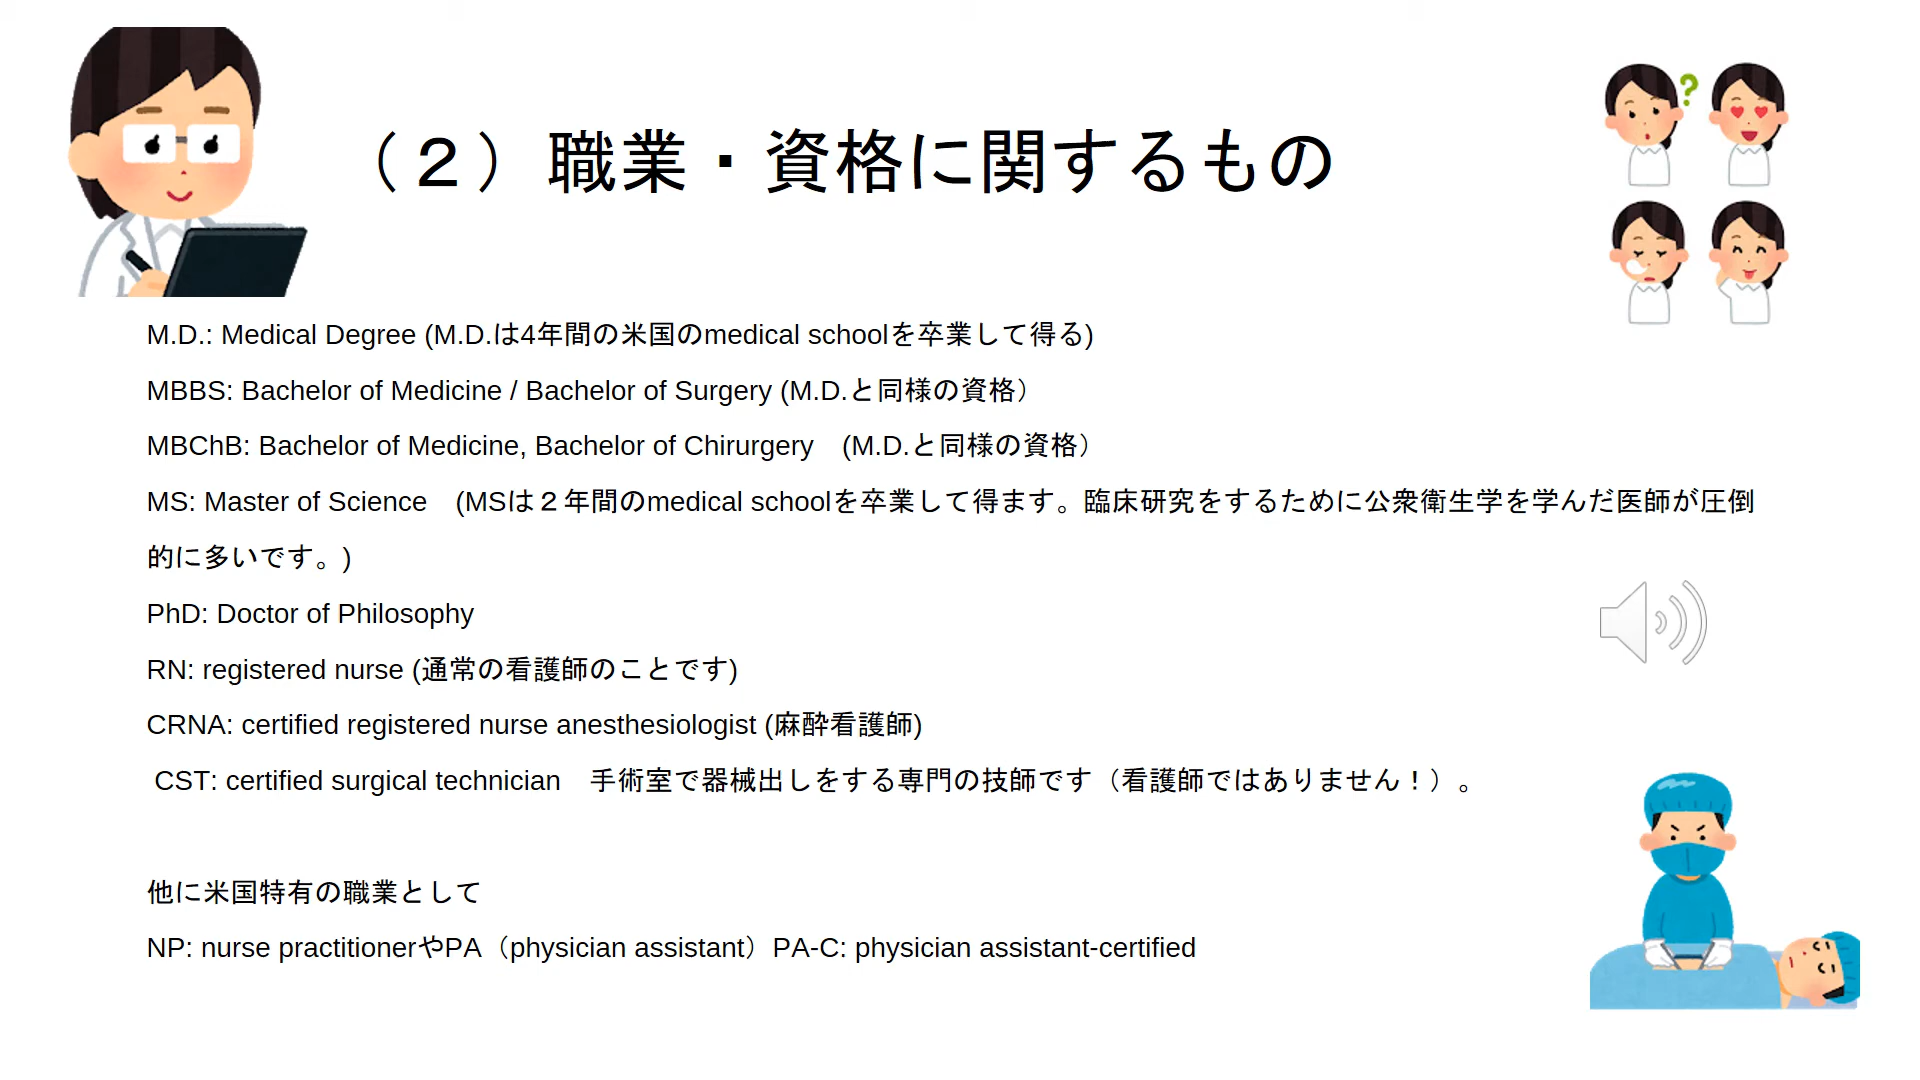 （２）職業・資格に関するもの
M.D.: Medical Degree (M.D.は4年間の米国のmedical schoolを卒業して得る)
MBBS: Bachelor of Medicine / Bachelor of Surgery (M.D.と同様の資格）
MBChB: Bachelor of Medicine, Bachelor of Chirurgery　(M.D.と同様の資格）
MS: Master of Science　(MSは２年間のmedical schoolを卒業して得ます。臨床研究をするために公衆衛生学を学んだ医師が圧倒
的に多いです。)
PhD: Doctor of Philosophy
RN: registered nurse (通常の看護師のことです)
CRNA: certified registered nurse anesthesiologist (麻酔看護師)
CST: certified surgical technician　手術室で器械出しをする専門の技師です（看護師ではありません！）。
他に米国特有の職業として
NP: nurse practitionerやPA（physician assistant）PA-C: physician assistant-certified